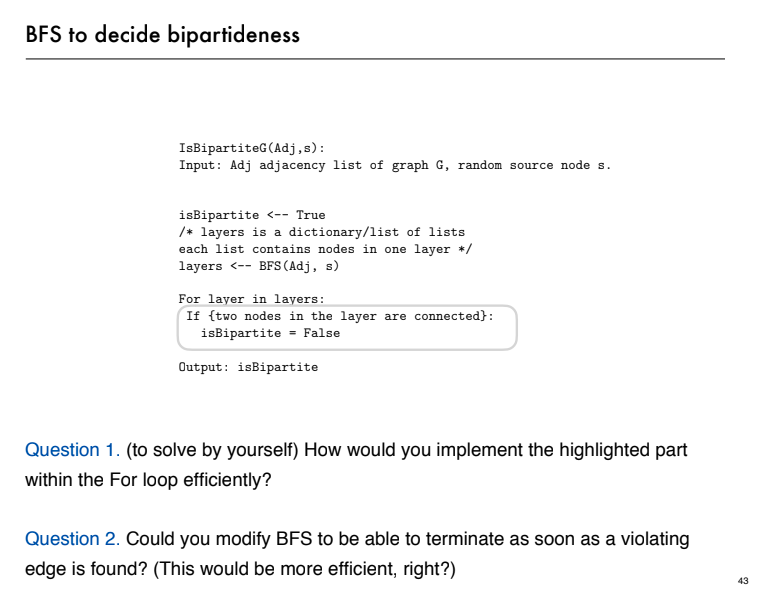 BFS to decide bipartideness
IsBipartiteG(Adj,s):
Input: Adj adjacency list of graph G, random source node s.
isBipartite <-- True
/* layers is a dictionary/list of lists
each list contains nodes in one layer */
layers <-- BFS(Adj, s)
For layer in layers:
If {two nodes in the layer are connected}:
isBipartite = False
Output: isBipartite
Question 1. (to solve by yourself) How would you implement the highlighted part
within the For loop efficiently?
Question 2. Could you modify BFS to be able to terminate as soon as a violating
edge is found? (This would be more efficient, right?)
43